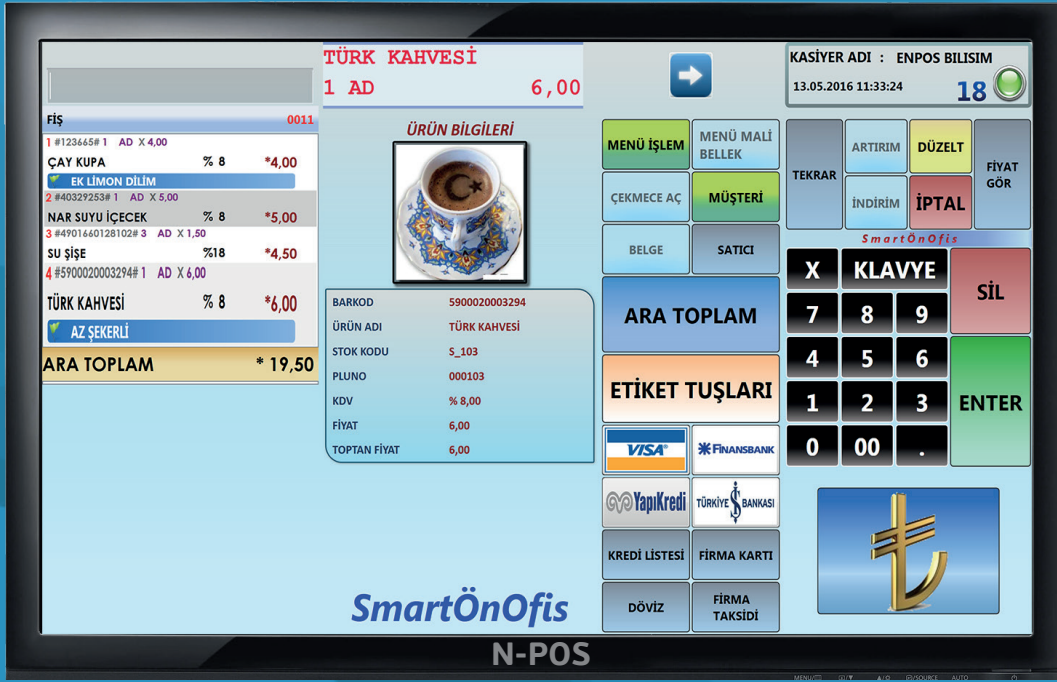 TÜRK KAHVESİ
1 AD 6,00
KASİYER ADI : ENPOS BILISIM
13.05.2016 11:33:24
18
FİŞ 0011
1 #123665# 1 AD X 4,00
ÇAY KUPA % 8 *4,00
EK LİMON DİLİM
2 #40329253# 1 AD X 5,00
NAR SUYU İÇECEK % 8 *5,00
3 #4901660128102# 3 AD X 1,50
SU ŞİŞE %18 *4,50
4 #5900020003294# 1 AD X 6,00
TÜRK KAHVESİ % 8 *6,00
AZ ŞEKERLİ
ARA TOPLAM * 19,50
ÜRÜN BİLGİLERİ
BARKOD 5900020003294
ÜRÜN ADI TÜRK KAHVESİ
STOK KODU S_103
PLUNO 000103
KDV % 8,00
FİYAT 6,00
TOPTAN FİYAT 6,00
SmartÖnOfis
MENÜ İŞLEM
MENÜ MALİ
BELLEK
ÇEKMECE AÇ
MÜŞTERİ
BELGE
SATICI
ARA TOPLAM
ETİKET TUŞLARI
VISA
FINANSBANK
YapıKredi
TÜRKİYE İŞ BANKASI
KREDİ LİSTESİ
FİRMA KARTI
DÖVİZ
FİRMA
TAKSİDİ
TEKRAR
ARTIRIM
DÜZELT
FİYAT
GÖR
İNDİRİM
İPTAL
SmartÖnOfis
X KLAVYE
SİL
7 8 9
4 5 6
ENTER
1 2 3
0 00 .
N-POS
MENU/ /▼ ▲/ /SOURCE AUTO